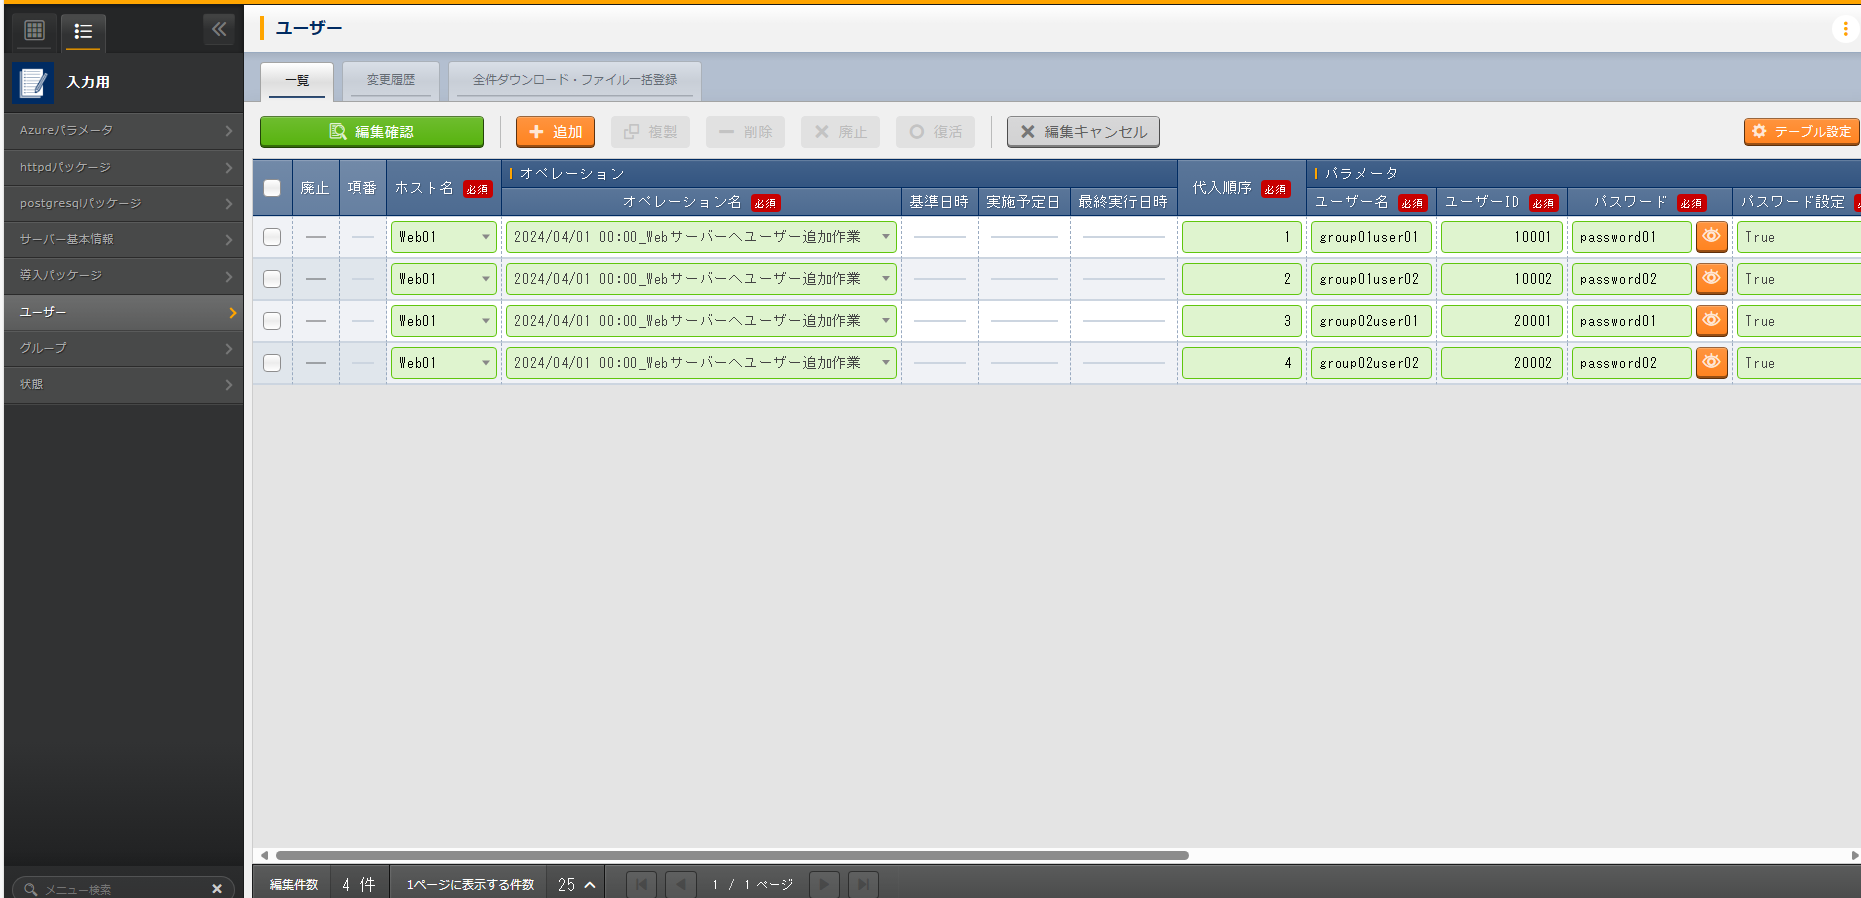 ユーザー
入力用
Azureパラメータ
httpdパッケージ
postgresqlパッケージ
サーバー基本情報
導入パッケージ
ユーザー
グループ
状態
メニュー検索
一覧 変更履歴 全件ダウンロード・ファイル一括登録
編集確認 追加 複製 削除 廃止 復活 編集キャンセル テーブル設定
廃止 項番 ホスト名 必須 オペレーション 代入順序 必須 パラメータ
オペレーション名 必須 基準日時 実施予定日 最終実行日時 ユーザー名 必須 ユーザーID 必須 パスワード 必須 パスワード設定
Web01 2024/04/01 00:00_Webサーバーへユーザー追加作業 1 group01user01 10001 password01 True
Web01 2024/04/01 00:00_Webサーバーへユーザー追加作業 2 group01user02 10002 password02 True
Web01 2024/04/01 00:00_Webサーバーへユーザー追加作業 3 group02user01 20001 password01 True
Web01 2024/04/01 00:00_Webサーバーへユーザー追加作業 4 group02user02 20002 password02 True
編集件数 4 件 1ページに表示する件数 25 1 / 1 ページ